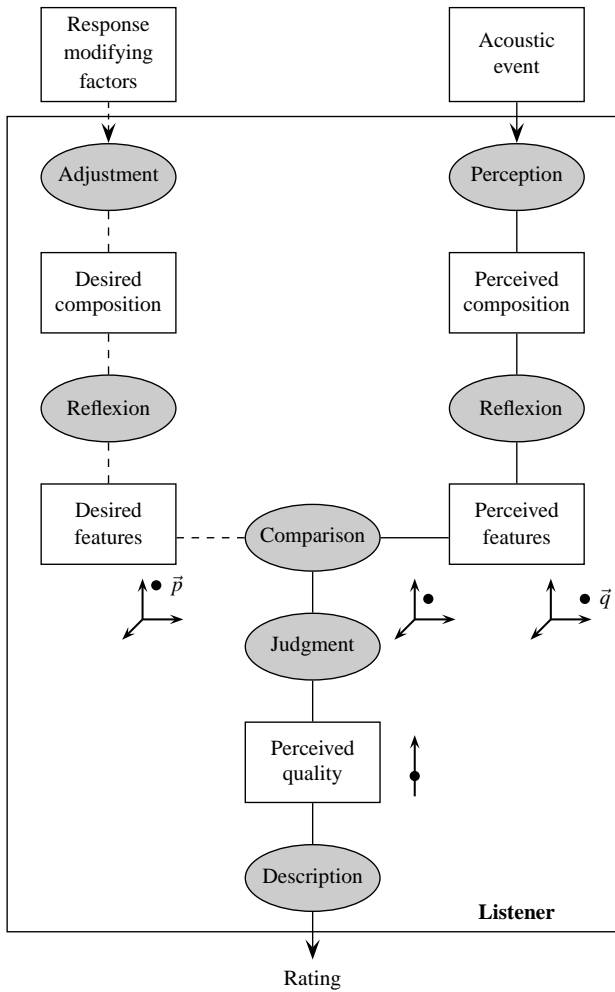 Response
modifying
factors
Acoustic
event
Adjustment
Perception
Desired
composition
Perceived
composition
Reflexion
Reflexion
Desired
features
Comparison
Perceived
features
p⃗
q⃗
Judgment
Perceived
quality
Description
Listener
Rating